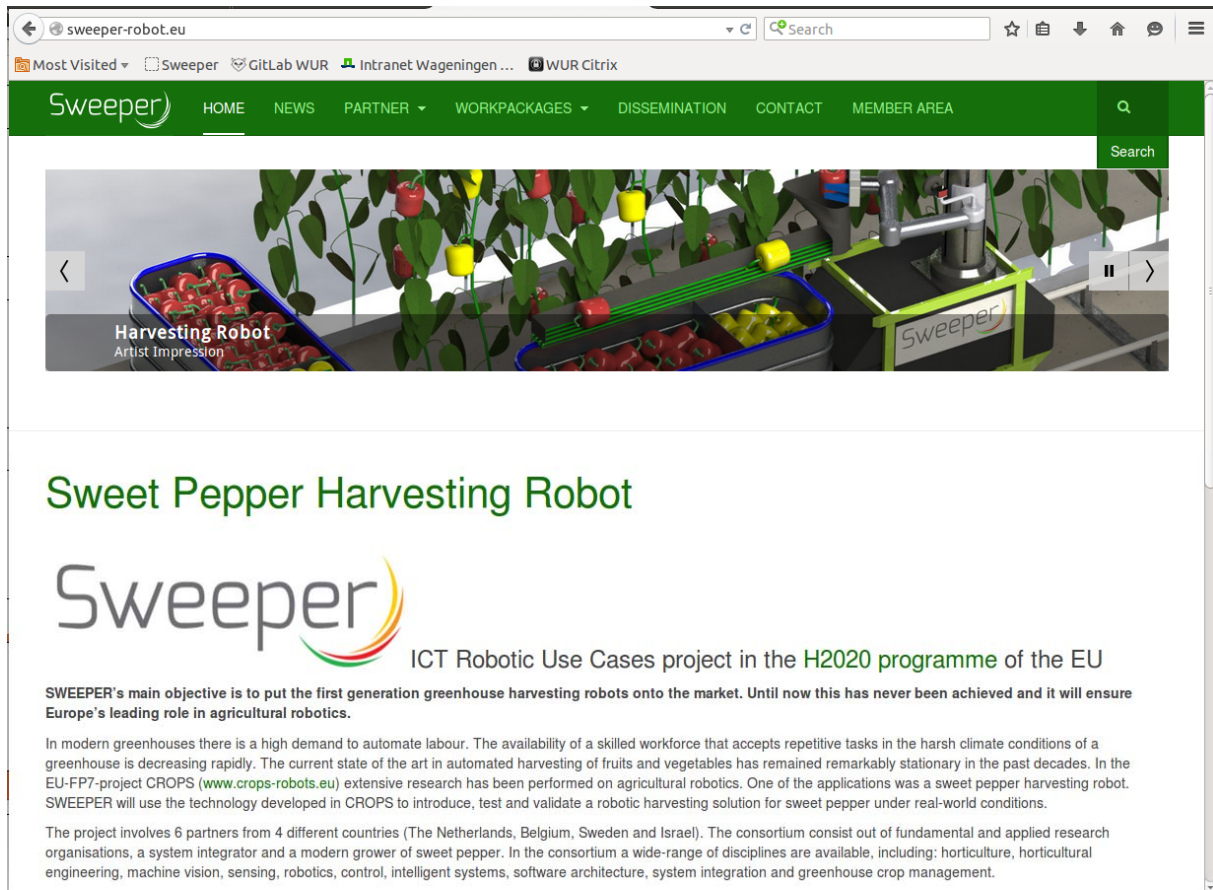 sweeper-robot.eu
Search
Most Visited
Sweeper
GitLab WUR
Intranet Wageningen ...
WUR Citrix
Sweeper
HOME
NEWS
PARTNER
WORKPACKAGES
DISSEMINATION
CONTACT
MEMBER AREA
Search
Sweeper
Harvesting Robot
Artist Impression
Sweet Pepper Harvesting Robot
Sweeper
ICT Robotic Use Cases project in the H2020 programme of the EU
SWEEPER's main objective is to put the first generation greenhouse harvesting robots onto the market. Until now this has never been achieved and it will ensure
Europe's leading role in agricultural robotics.
In modern greenhouses there is a high demand to automate labour. The availability of a skilled workforce that accepts repetitive tasks in the harsh climate conditions of a
greenhouse is decreasing rapidly. The current state of the art in automated harvesting of fruits and vegetables has remained remarkably stationary in the past decades. In the
EU-FP7-project CROPS (www.crops-robots.eu) extensive research has been performed on agricultural robotics. One of the applications was a sweet pepper harvesting robot.
SWEEPER will use the technology developed in CROPS to introduce, test and validate a robotic harvesting solution for sweet pepper under real-world conditions.
The project involves 6 partners from 4 different countries (The Netherlands, Belgium, Sweden and Israel). The consortium consist out of fundamental and applied research
organisations, a system integrator and a modern grower of sweet pepper. In the consortium a wide-range of disciplines are available, including: horticulture, horticultural
engineering, machine vision, sensing, robotics, control, intelligent systems, software architecture, system integration and greenhouse crop management.